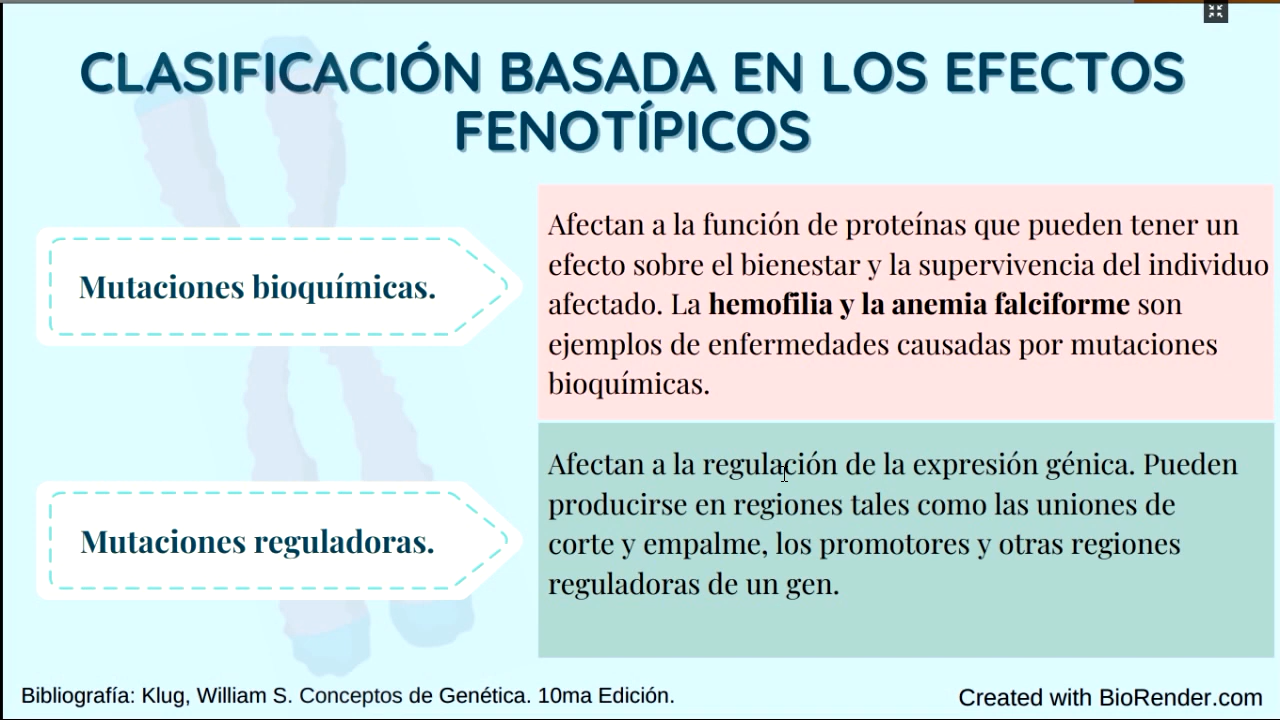 CLASIFICACIÓN BASADA EN LOS EFECTOS
FENOTÍPICOS
Mutaciones bioquímicas.
Afectan a la función de proteínas que pueden tener un
efecto sobre el bienestar y la supervivencia del individuo
afectado. La hemofilia y la anemia falciforme son
ejemplos de enfermedades causadas por mutaciones
bioquímicas.
Mutaciones reguladoras.
Afectan a la regulación de la expresión génica. Pueden
producirse en regiones tales como las uniones de
corte y empalme, los promotores y otras regiones
reguladoras de un gen.
Bibliografía: Klug, William S. Conceptos de Genética. 10ma Edición.
Created with BioRender.com